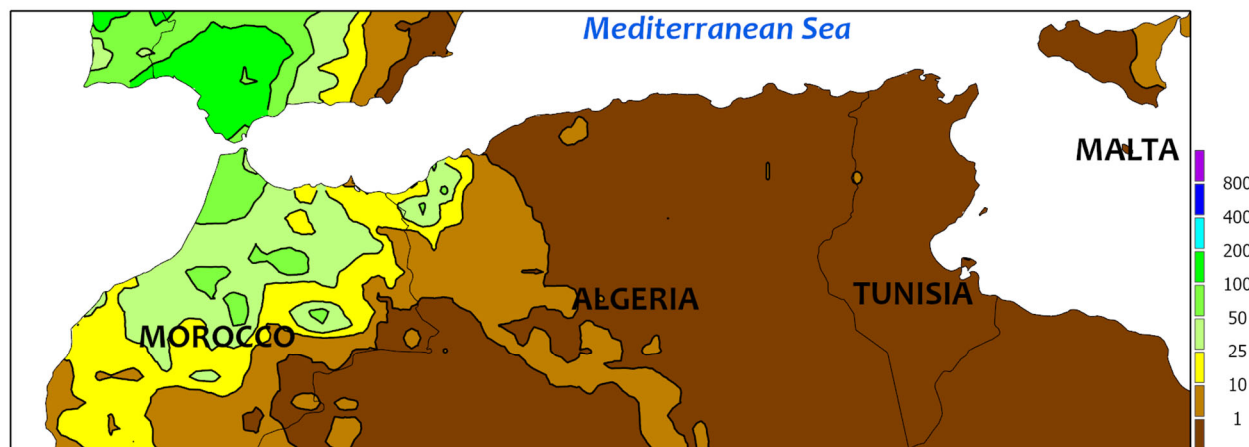 Mediterranean Sea
MALTA
800
400
200
ALGERIA
TUNISIA
100
50
MOROCCO
25
10
1